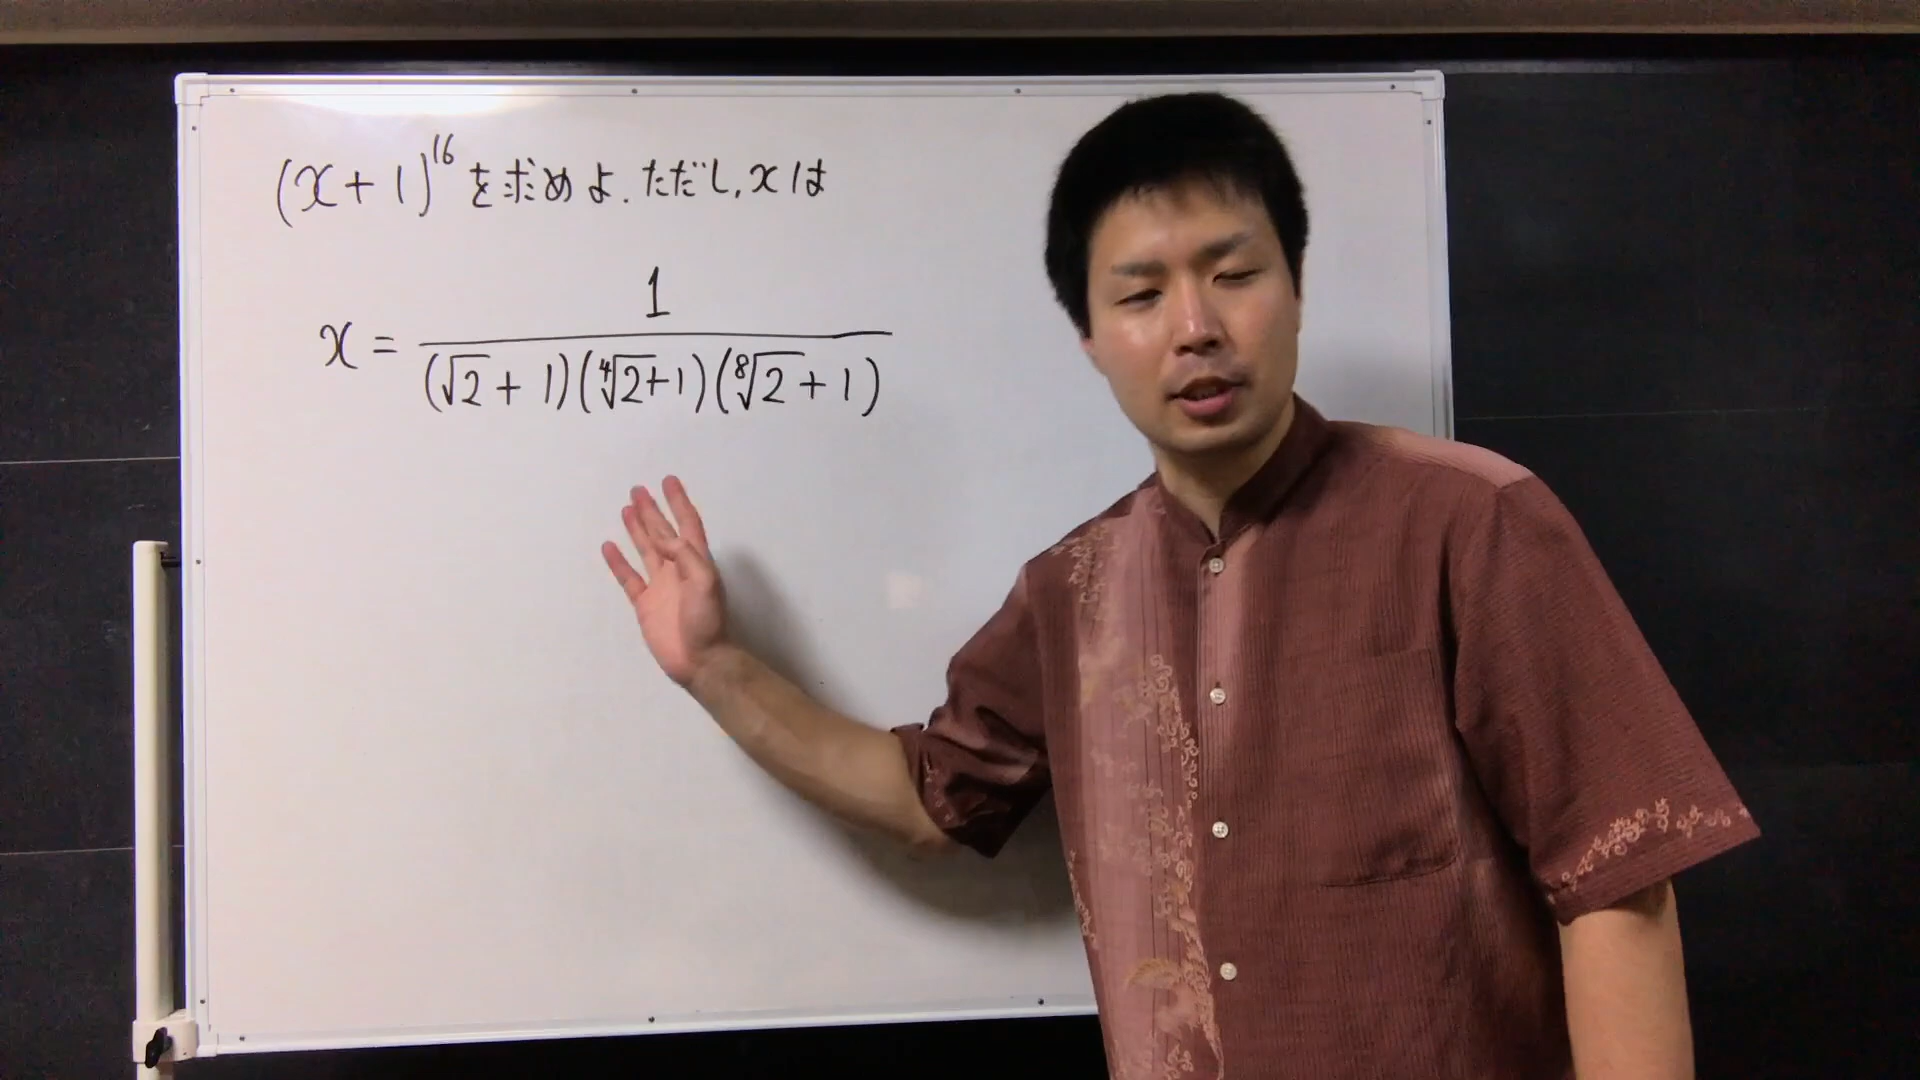 (x+1)^16 を求めよ. ただし, xは
x = 1/((√2+1)(⁴√2+1)(⁸√2+1))